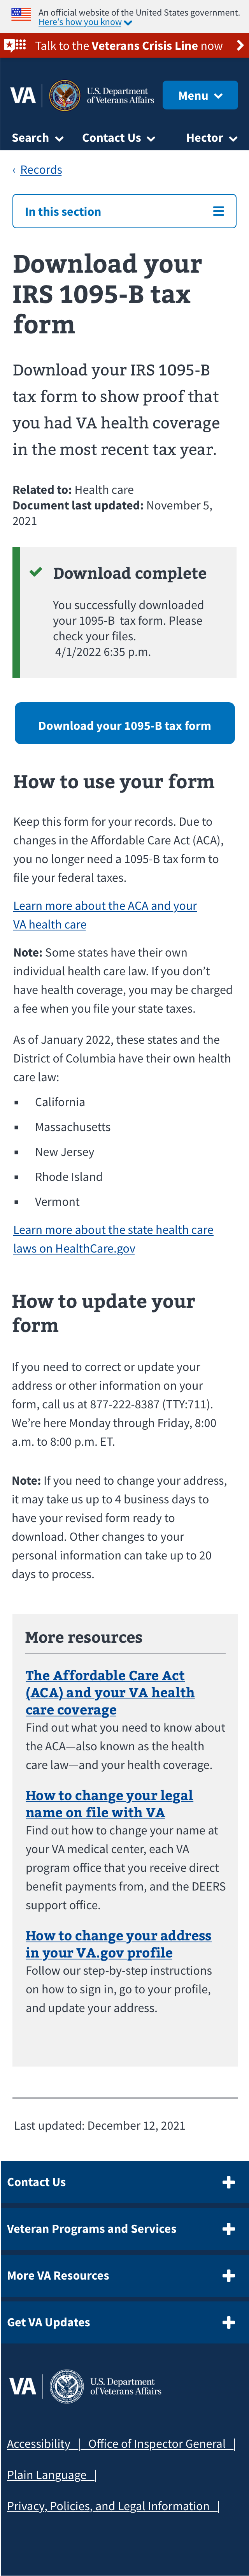 An official website of the United States government.
Here's how you know
Talk to the Veterans Crisis Line now
VA
U.S. Department
of Veterans Affairs
Menu
Search
Contact Us
Hector
‹ Records
In this section
Download your
IRS 1095-B tax
form
Download your IRS 1095-B
tax form to show proof that
you had VA health coverage
in the most recent tax year.
Related to: Health care
Document last updated: November 5,
2021
Download complete
You successfully downloaded
your 1095-B tax form. Please
check your files.
4/1/2022 6:35 p.m.
Download your 1095-B tax form
How to use your form
Keep this form for your records. Due to
changes in the Affordable Care Act (ACA),
you no longer need a 1095-B tax form to
file your federal taxes.
Learn more about the ACA and your
VA health care
Note: Some states have their own
individual health care law. If you don't
have health coverage, you may be charged
a fee when you file your state taxes.
As of January 2022, these states and the
District of Columbia have their own health
care law:
▪ California
▪ Massachusetts
▪ New Jersey
▪ Rhode Island
▪ Vermont
Learn more about the state health care
laws on HealthCare.gov
How to update your
form
If you need to correct or update your
address or other information on your
form, call us at 877-222-8387 (TTY:711).
We're here Monday through Friday, 8:00
a.m. to 8:00 p.m. ET.
Note: If you need to change your address,
it may take us up to 4 business days to
have your revised form ready to
download. Other changes to your
personal information can take up to 20
days to process.
More resources
The Affordable Care Act
(ACA) and your VA health
care coverage
Find out what you need to know about
the ACA—also known as the health
care law—and your health coverage.
How to change your legal
name on file with VA
Find out how to change your name at
your VA medical center, each VA
program office that you receive direct
benefit payments from, and the DEERS
support office.
How to change your address
in your VA.gov profile
Follow our step-by-step instructions
on how to sign in, go to your profile,
and update your address.
Last updated: December 12, 2021
Contact Us
Veteran Programs and Services
More VA Resources
Get VA Updates
VA
U.S. Department
of Veterans Affairs
Accessibility | Office of Inspector General |
Plain Language |
Privacy, Policies, and Legal Information |